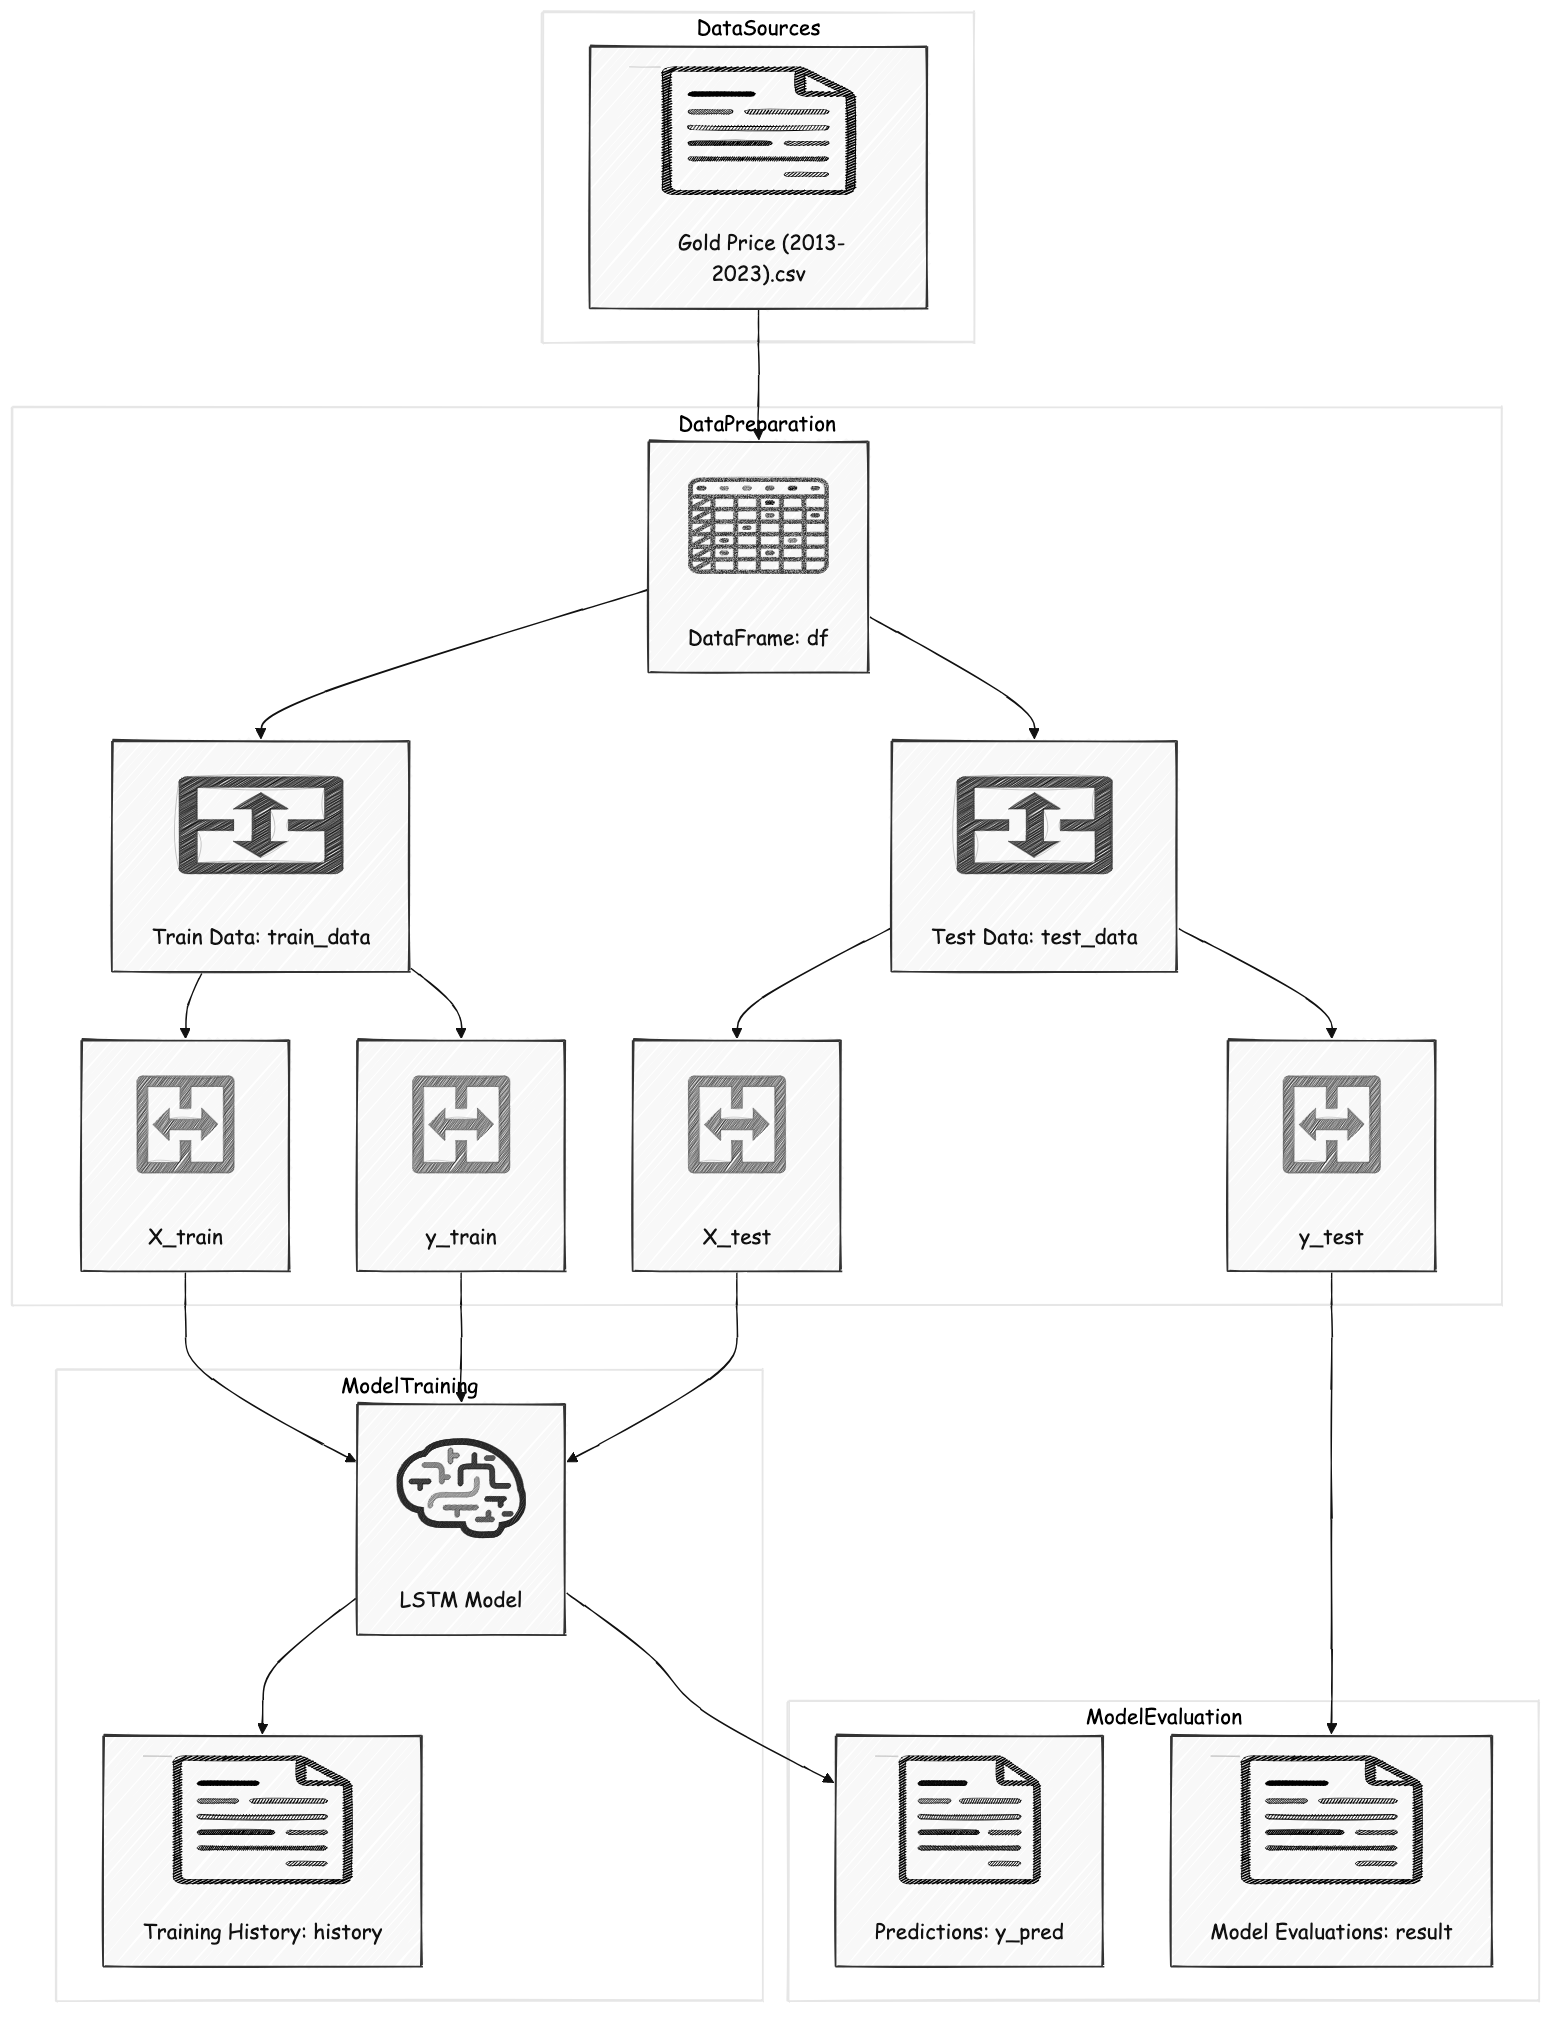 DataSources
Gold Price (2013-
2023).csv
DataPreparation
DataFrame: df
Train Data: train_data
Test Data: test_data
X_train
y_train
X_test
y_test
ModelTraining
LSTM Model
ModelEvaluation
Training History: history
Predictions: y_pred
Model Evaluations: result